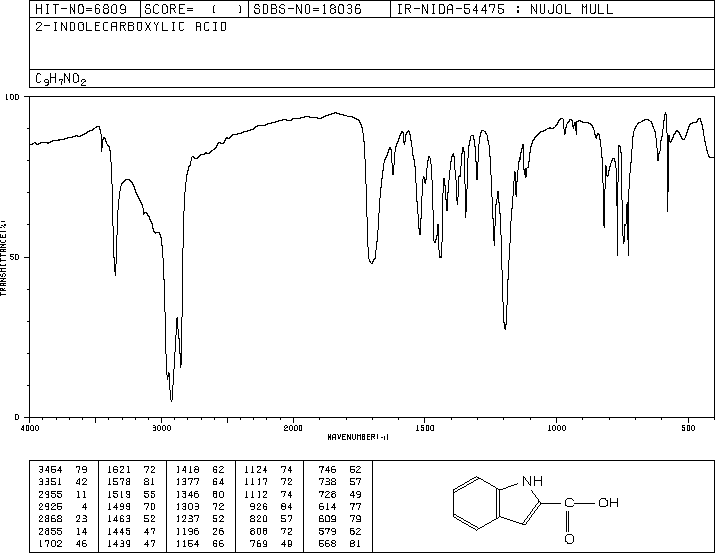 HIT-NO=6809 SCORE= ( ) SDBS-NO=18036 IR-NIDA-54475 : NUJOL MULL
2-INDOLECARBOXYLIC ACID
C9H7NO2
100
50
0
TRANSMITTANCE(%)
4000 3000 2000 1500 1000 500
WAVENUMBER(-1)
3454 79 1621 72 1418 62 1124 74 746 52
3351 42 1578 81 1377 64 1117 72 738 57
2955 11 1519 55 1346 60 1112 74 728 49
2925 4 1499 70 1303 72 926 84 614 77
2868 23 1463 52 1237 52 820 57 609 79
2855 14 1445 47 1196 26 808 72 579 62
1702 46 1439 47 1154 66 769 49 568 81
NH
C OH
O